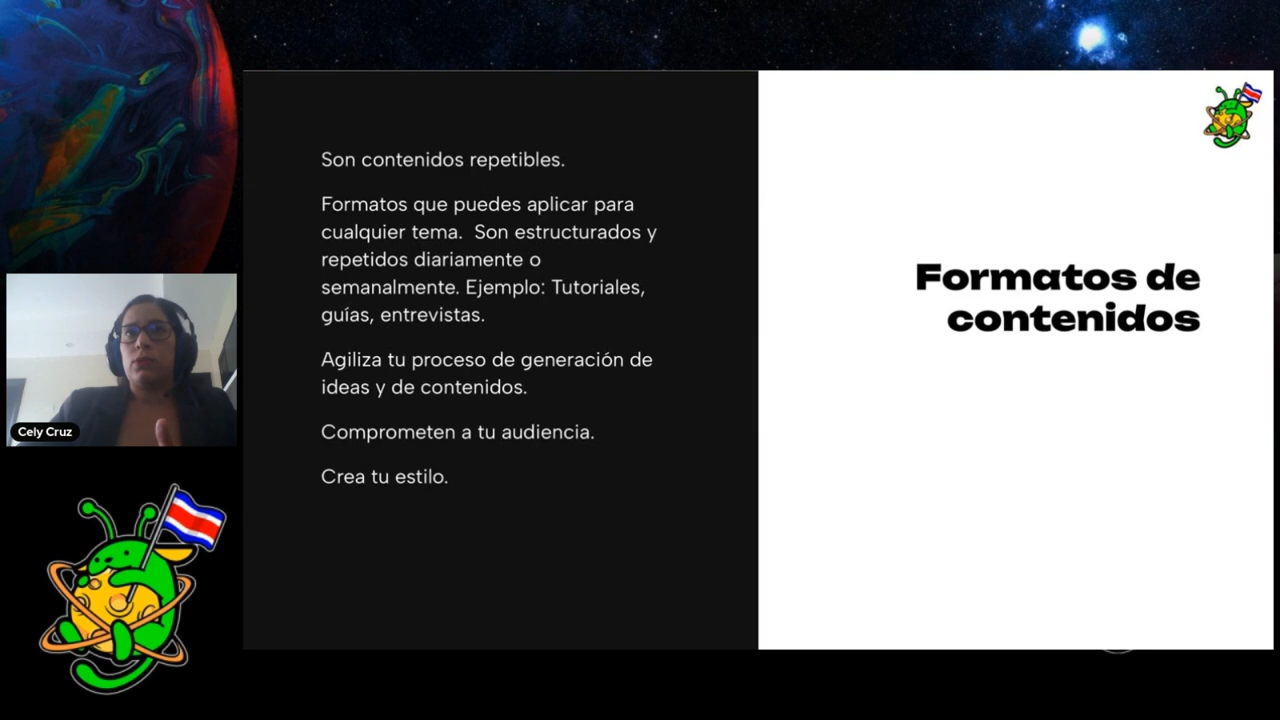 Son contenidos repetibles.
Formatos que puedes aplicar para
cualquier tema.  Son estructurados y
repetidos diariamente o
semanalmente. Ejemplo: Tutoriales,
guías, entrevistas.
Agiliza tu proceso de generación de
ideas y de contenidos.
Comprometen a tu audiencia.
Crea tu estilo.
Formatos de
contenidos
Cely Cruz